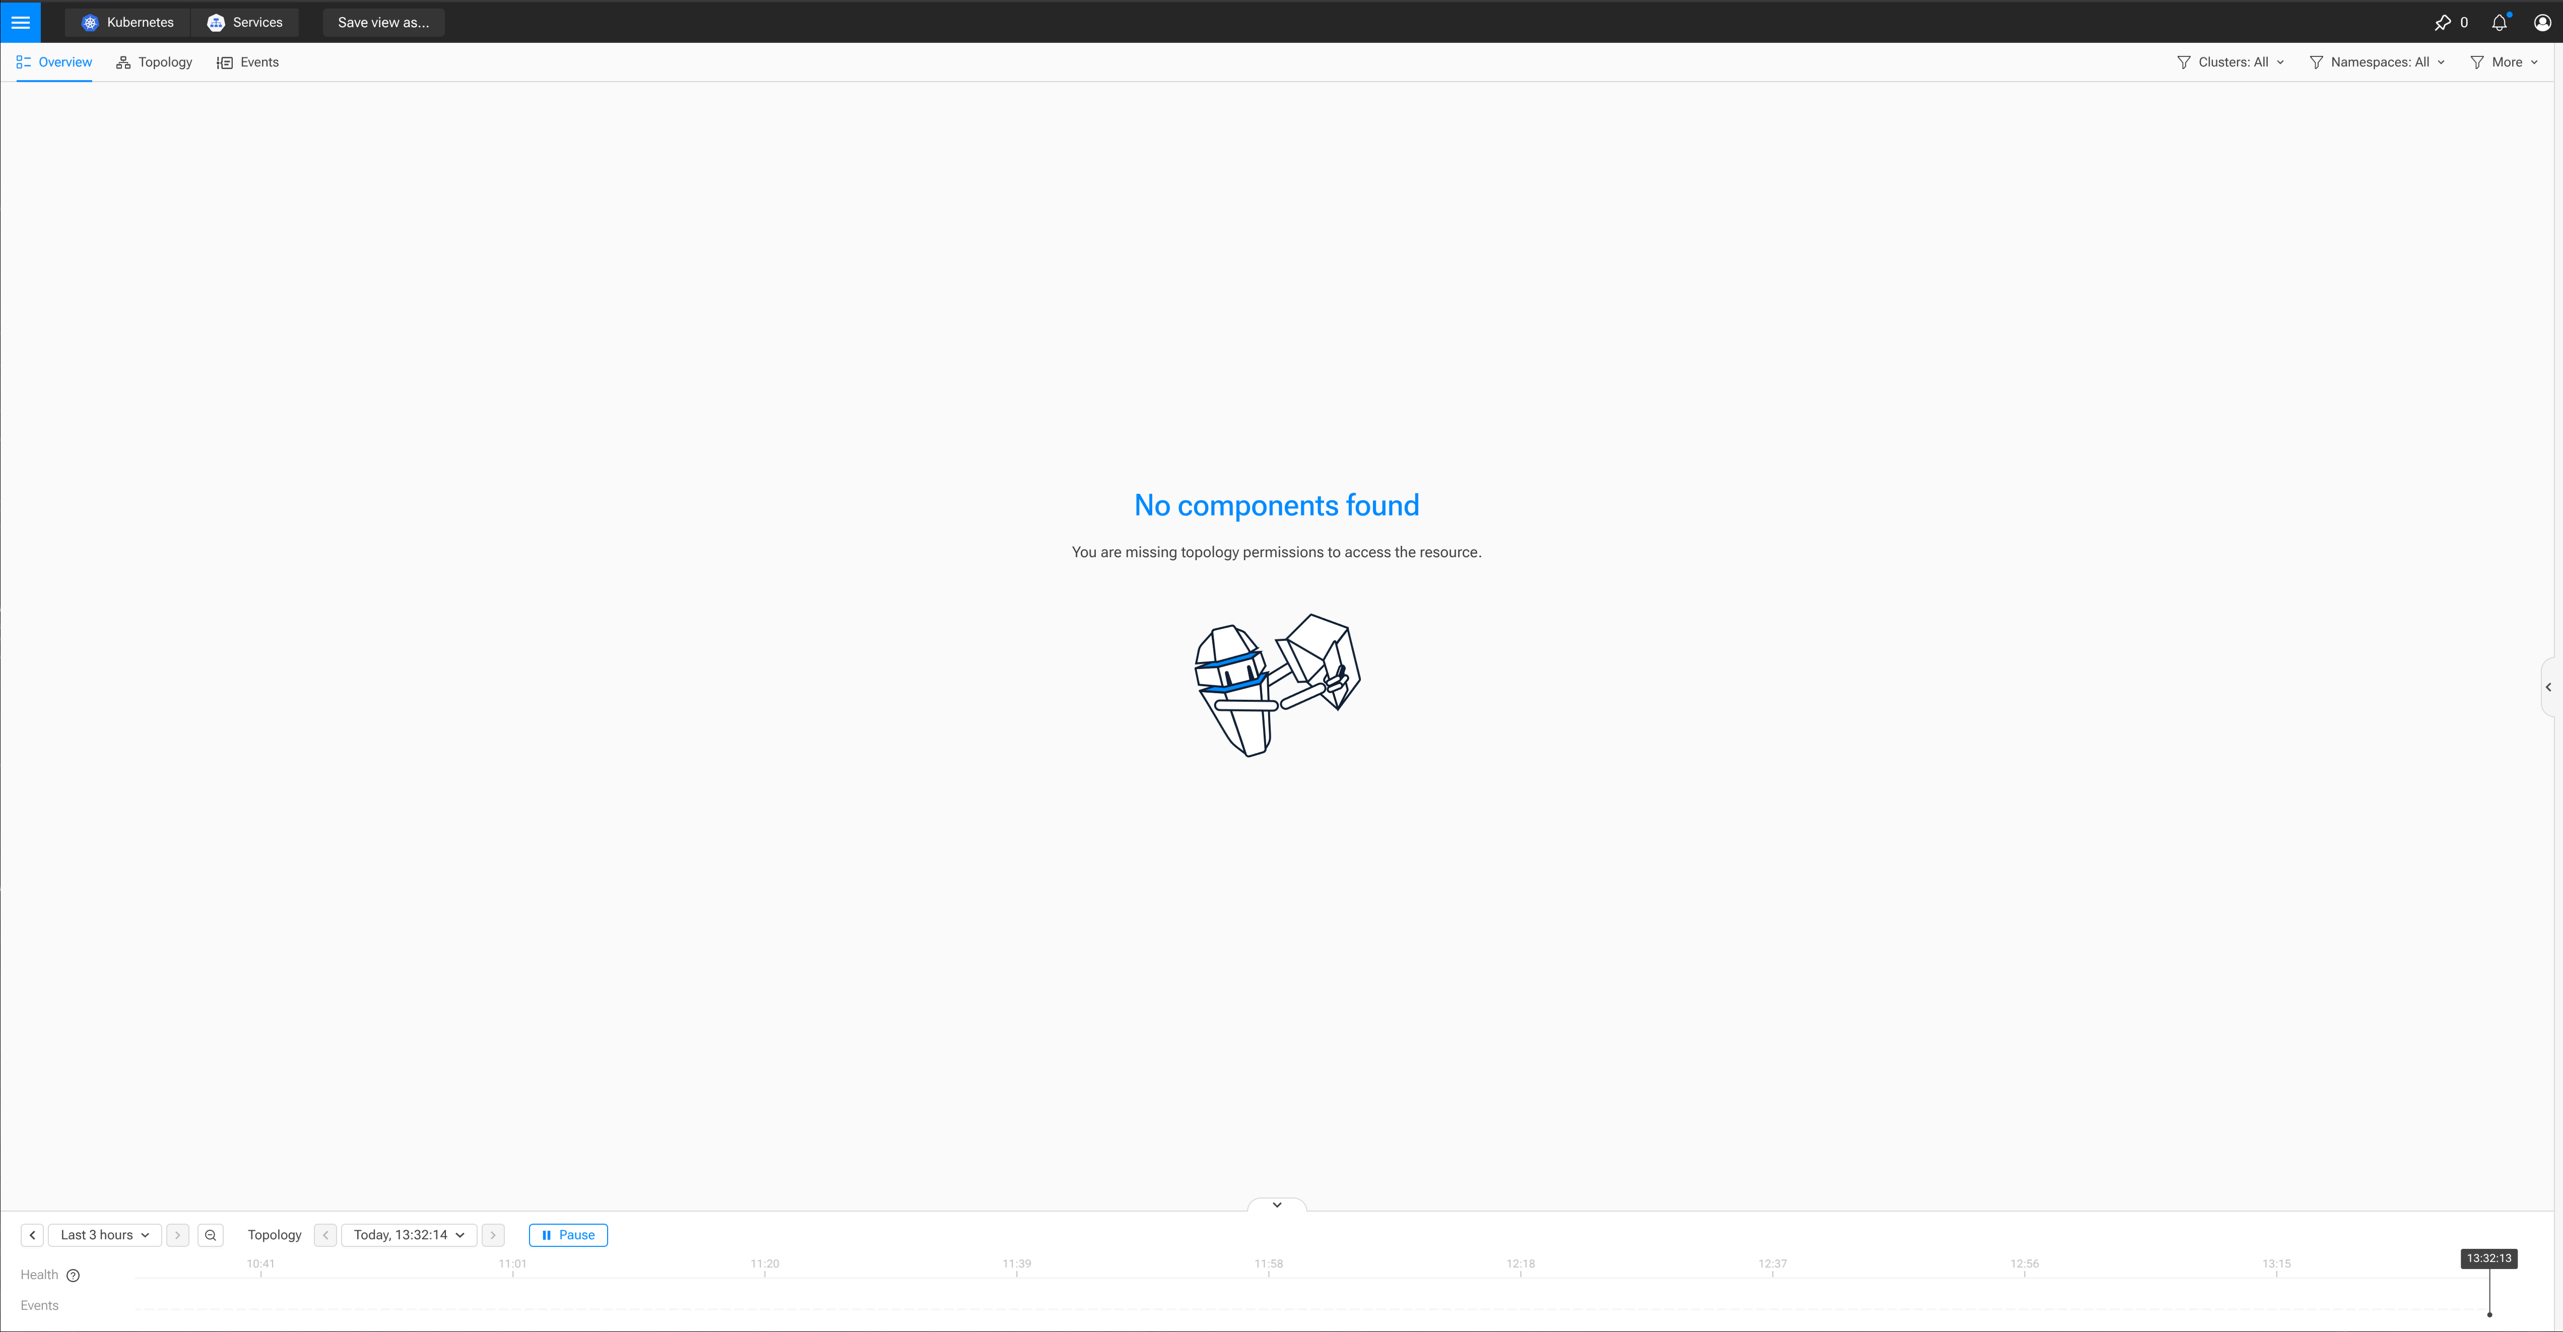 Kubernetes Services Save view as... 0
Overview Topology Events Clusters: All Namespaces: All More
No components found
You are missing topology permissions to access the resource.
Last 3 hours Topology Today, 13:32:14 Pause
10:41 11:01 11:20 11:39 11:58 12:18 12:37 12:56 13:15 13:32:13
Health ?
Events